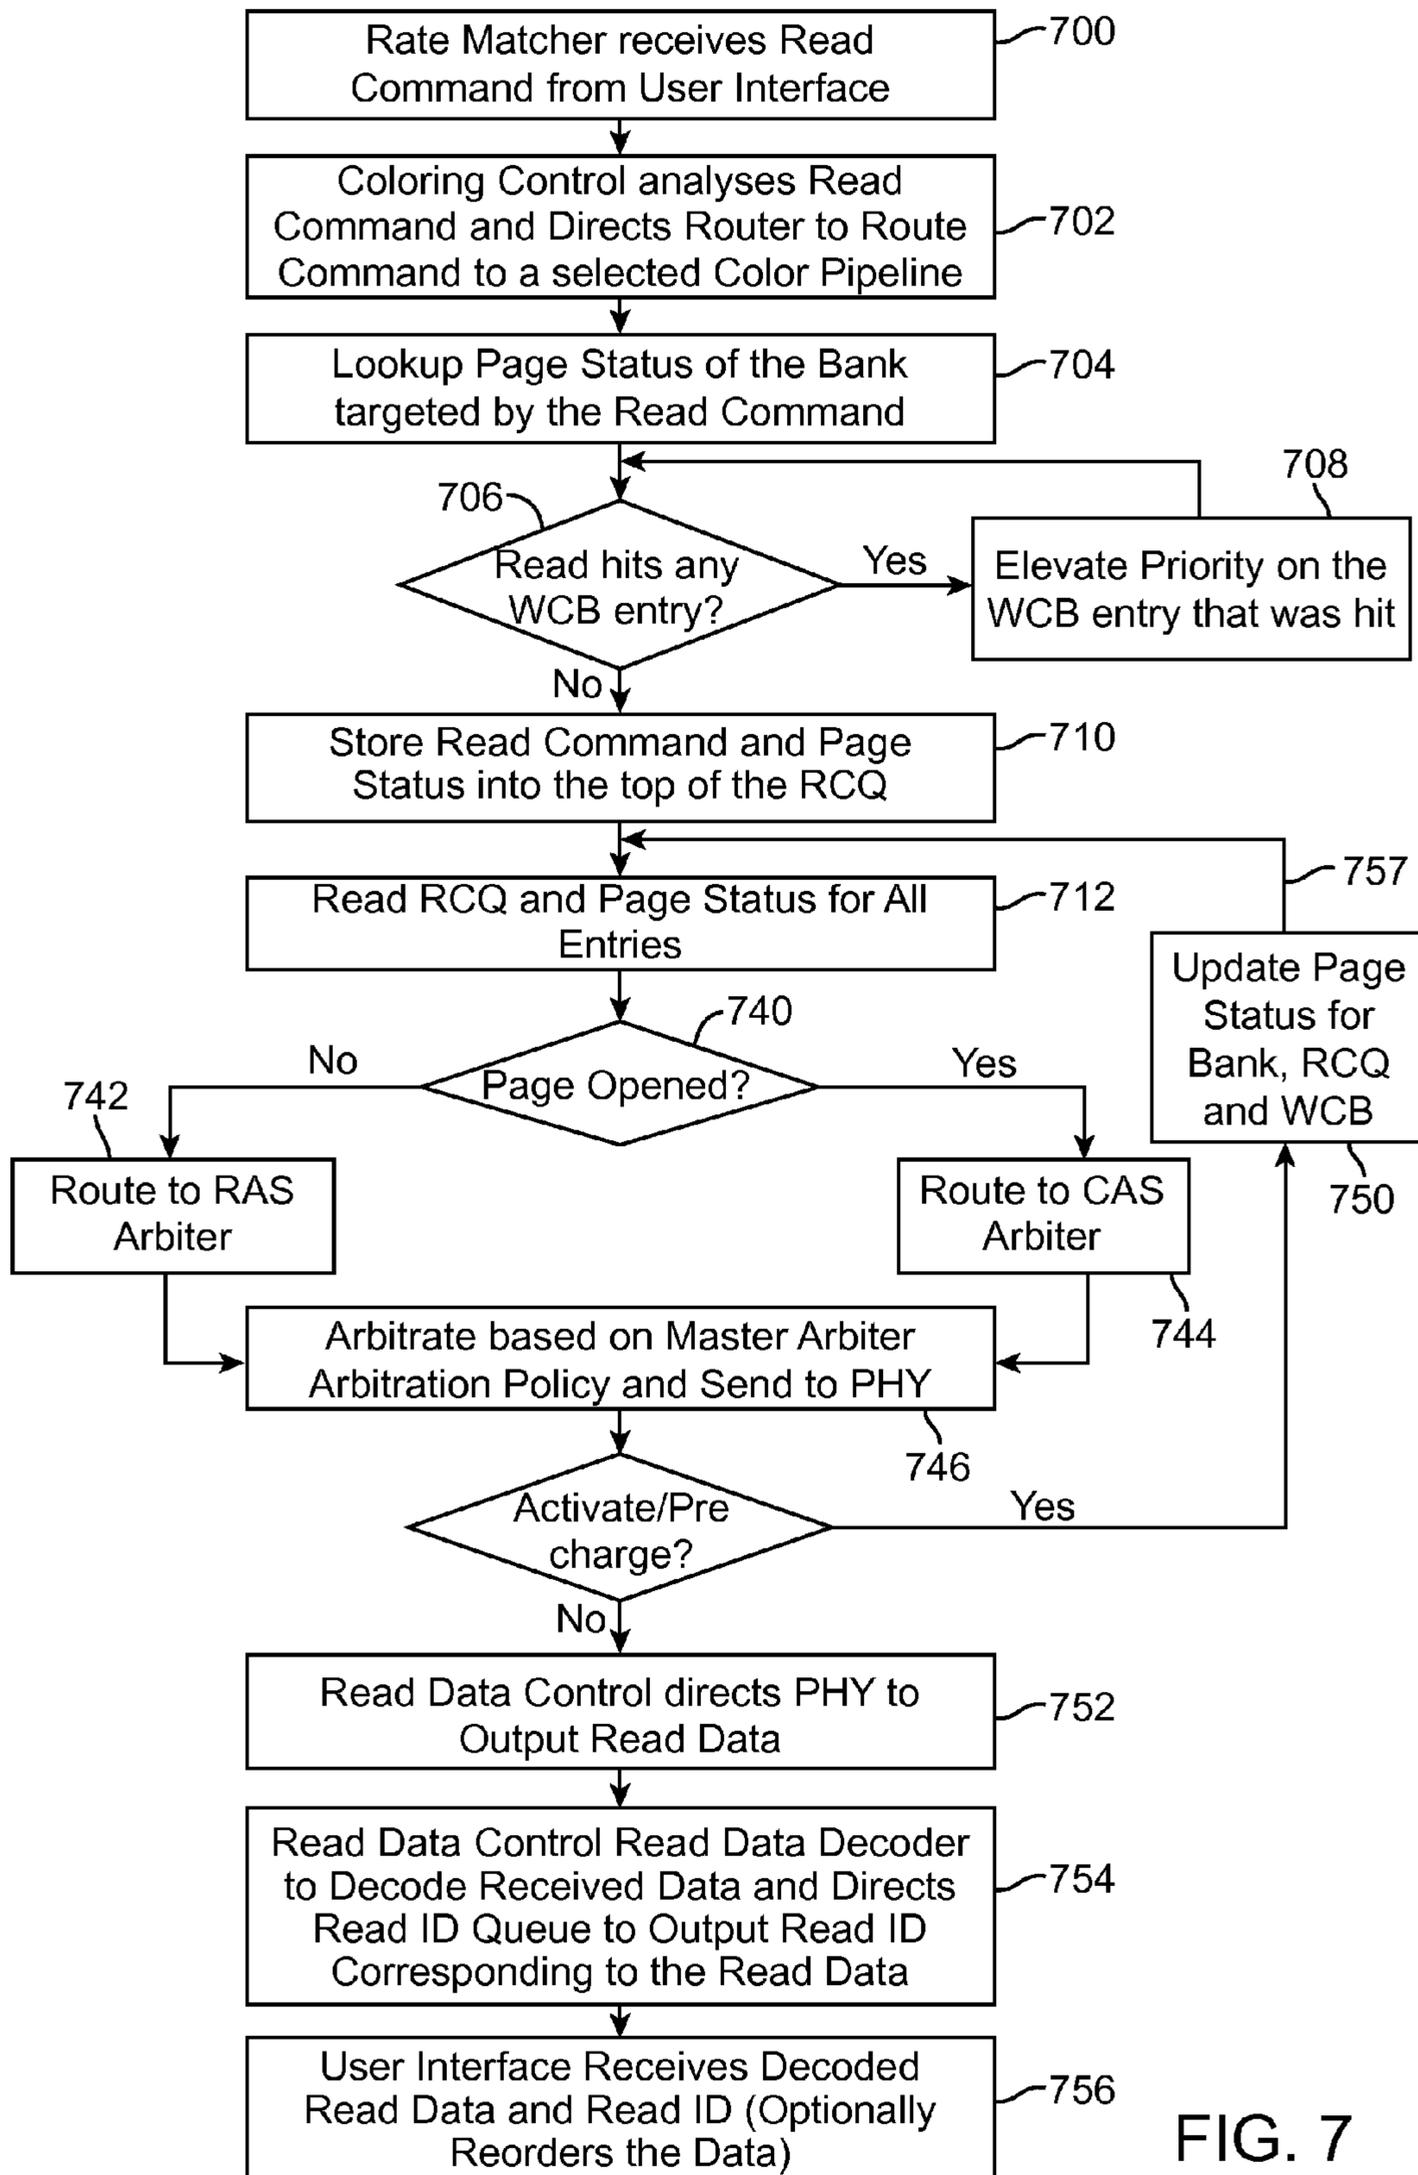 Rate Matcher receives Read
Command from User Interface
700
Coloring Control analyses Read
Command and Directs Router to Route
Command to a selected Color Pipeline
702
Lookup Page Status of the Bank
targeted by the Read Command
704
706
Read hits any
WCB entry?
Yes
708
Elevate Priority on the
WCB entry that was hit
No
Store Read Command and Page
Status into the top of the RCQ
710
757
Read RCQ and Page Status for All
Entries
712
740
Page Opened?
No
Yes
Update Page
Status for
Bank, RCQ
and WCB
750
742
Route to RAS
Arbiter
Route to CAS
Arbiter
744
Arbitrate based on Master Arbiter
Arbitration Policy and Send to PHY
746
Activate/Pre
charge?
Yes
No
Read Data Control directs PHY to
Output Read Data
752
Read Data Control Read Data Decoder
to Decode Received Data and Directs
Read ID Queue to Output Read ID
Corresponding to the Read Data
754
User Interface Receives Decoded
Read Data and Read ID (Optionally
Reorders the Data)
756
FIG. 7